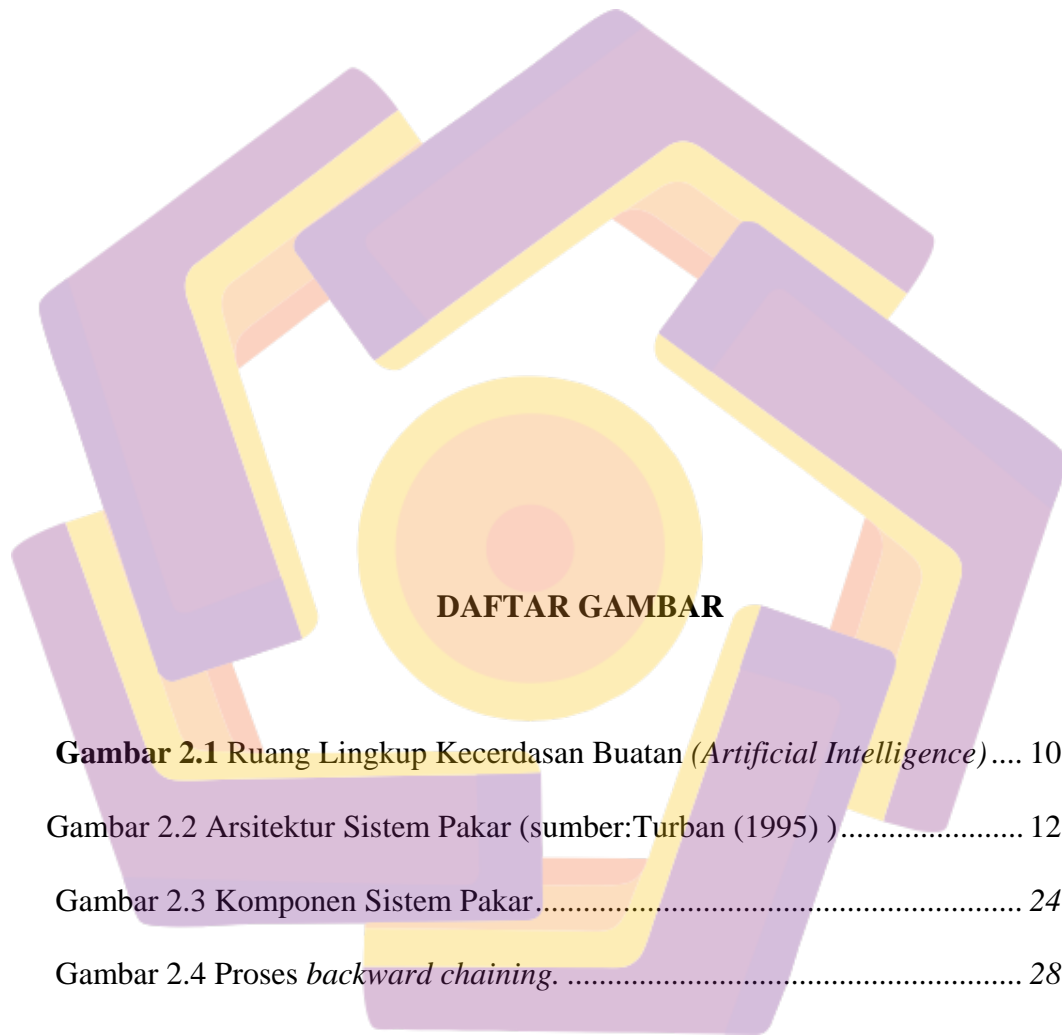 DAFTAR GAMBAR
Gambar 2.1 Ruang Lingkup Kecerdasan Buatan (Artificial Intelligence) .... 10
Gambar 2.2 Arsitektur Sistem Pakar (sumber:Turban (1995) ) ....................... 12
Gambar 2.3 Komponen Sistem Pakar ............................................................. 24
Gambar 2.4 Proses backward chaining. ......................................................... 28